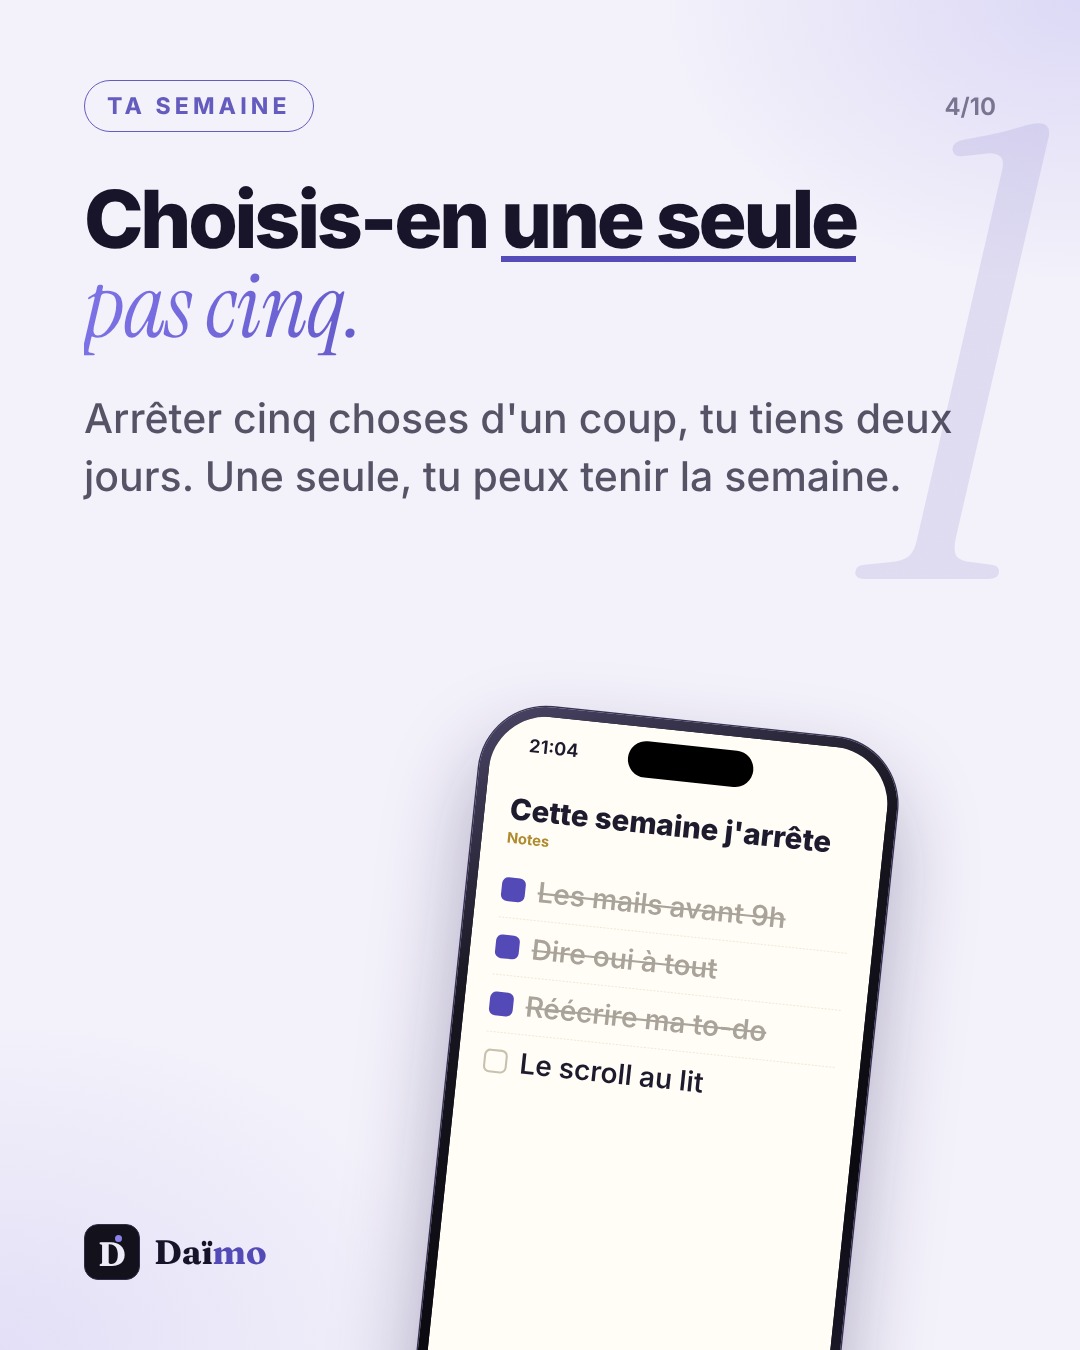 TA SEMAINE
4/10
1
Choisis-en une seule
pas cinq.
Arrêter cinq choses d'un coup, tu tiens deux
jours. Une seule, tu peux tenir la semaine.
21:04
Cette semaine j'arrête
Notes
Les mails avant 9h
Dire oui à tout
Réécrire ma to-do
Le scroll au lit
D Daïmo